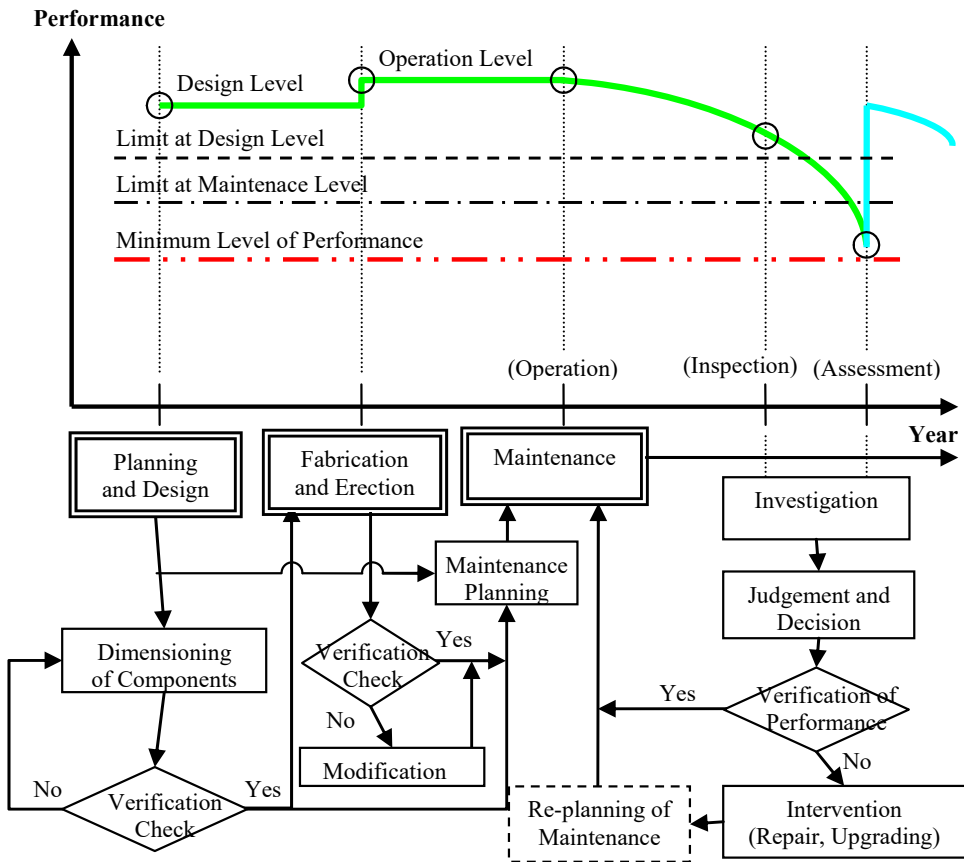 Performance
Operation Level
Design Level
Limit at Design Level
Limit at Maintenace Level
Minimum Level of Performance
(Operation)
(Inspection)
(Assessment)
Year
Planning
and Design
Fabrication
and Erection
Maintenance
Investigation
Maintenance
Planning
Judgement and
Decision
Dimensioning
of Components
Verification
Check
Yes
No
Modification
Yes
Verification of
Performance
No
No
Verification
Check
Yes
Re-planning of
Maintenance
Intervention
(Repair, Upgrading)